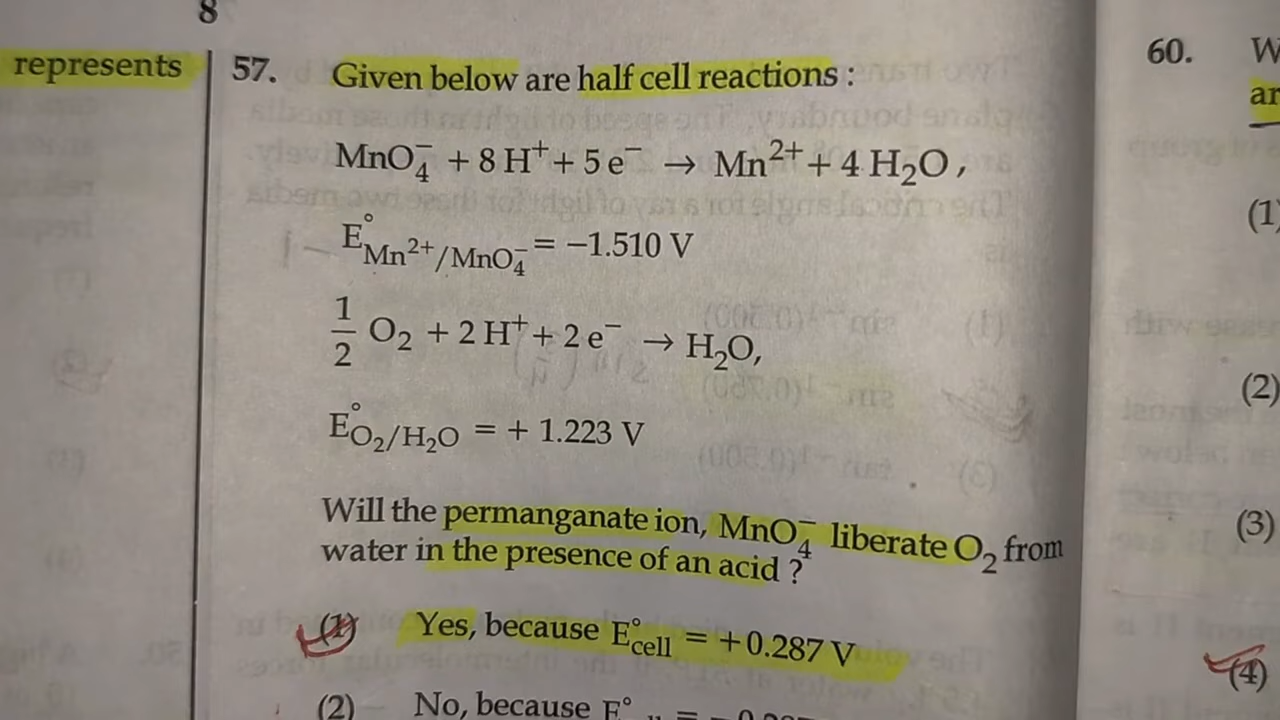 8
represents
57. Given below are half cell reactions :
MnO₄⁻ + 8 H⁺ + 5 e⁻ → Mn²⁺ + 4 H₂O ,
E°Mn²⁺/MnO₄⁻ = −1.510 V
1/2 O₂ + 2 H⁺ + 2 e⁻ → H₂O,
E°O₂/H₂O = + 1.223 V
Will the permanganate ion, MnO₄⁻ liberate O₂ from
water in the presence of an acid ?
(1) Yes, because E°cell = +0.287 V
(2) No, because E° = −
60.
(1)
(2)
(3)
(4)